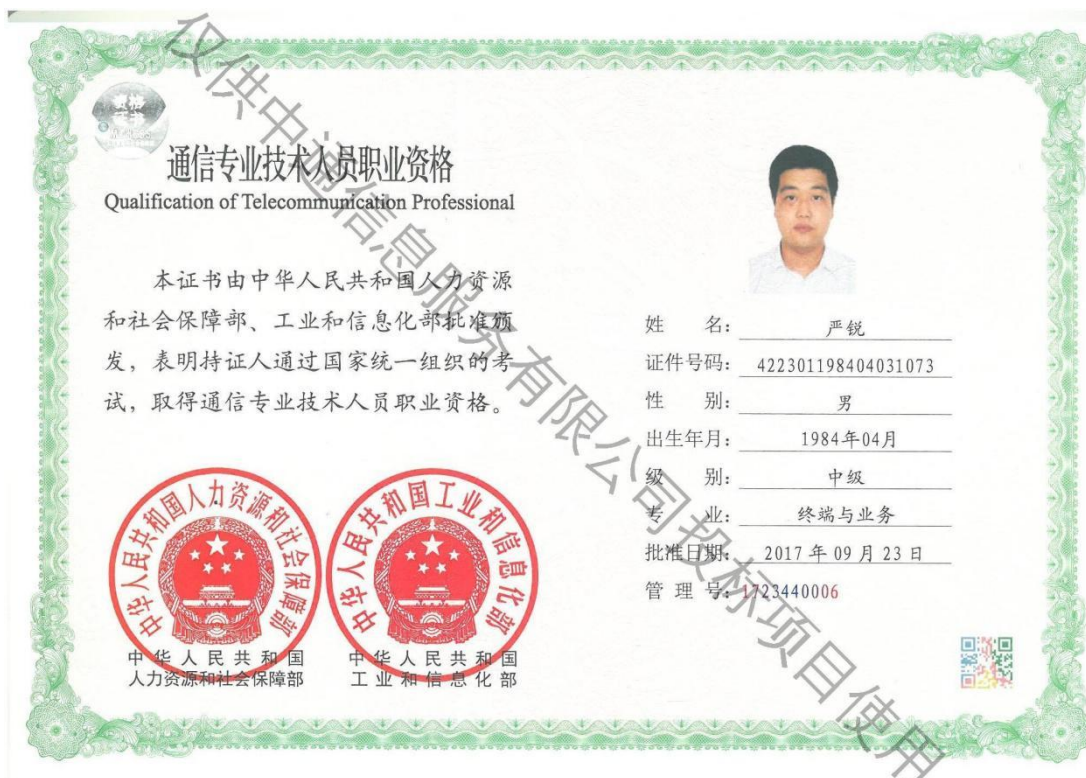 仅供中通信息服务有限公司投标项目使用
通信专业技术人员职业资格
Qualification of Telecommunication Professional
本证书由中华人民共和国人力资源
和社会保障部、工业和信息化部批准颁
发，表明持证人通过国家统一组织的考
试，取得通信专业技术人员职业资格。
中华人民共和国人力资源和社会保障部
中华人民共和国工业和信息化部
中华人民共和国
人力资源和社会保障部
中华人民共和国
工业和信息化部
姓 名： 严锐
证件号码： 422301198404031073
性 别： 男
出生年月： 1984年04月
级 别： 中级
专 业： 终端与业务
批准日期： 2017 年 09 月 23 日
管 理 号：1723440006